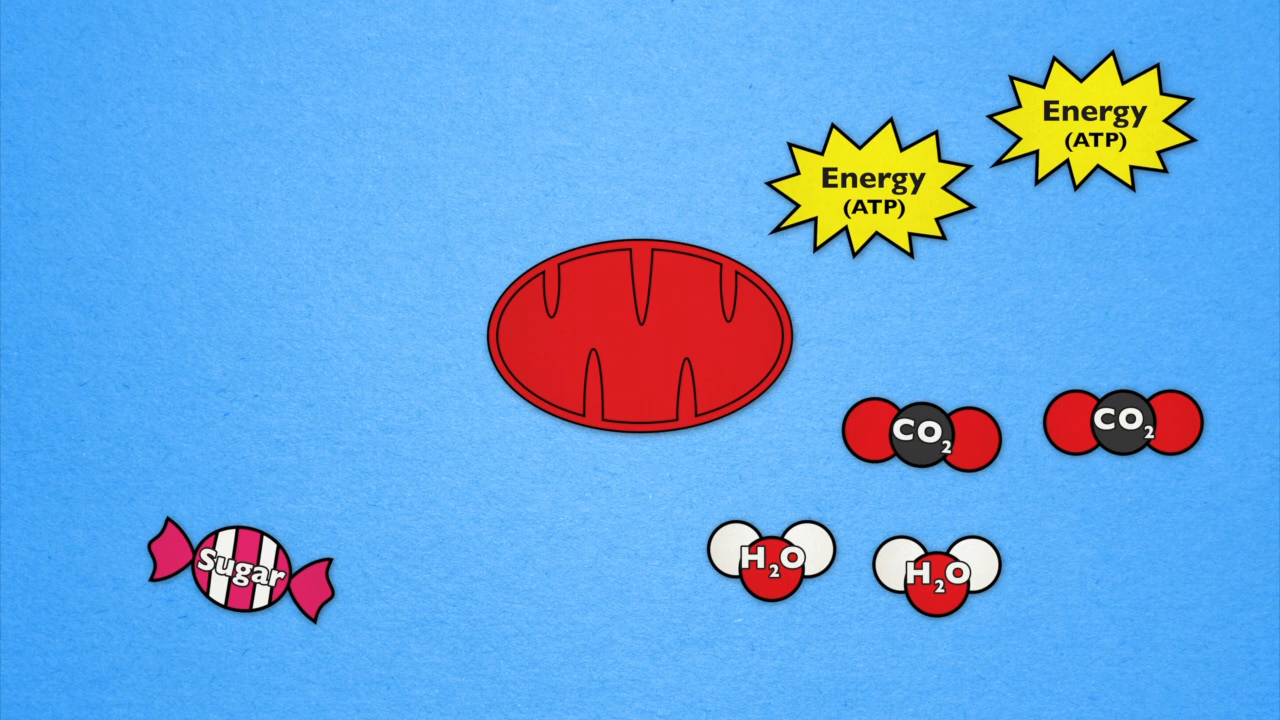 Energy
(ATP)
Energy
(ATP)
CO₂
CO₂
Sugar
H₂O
H₂O